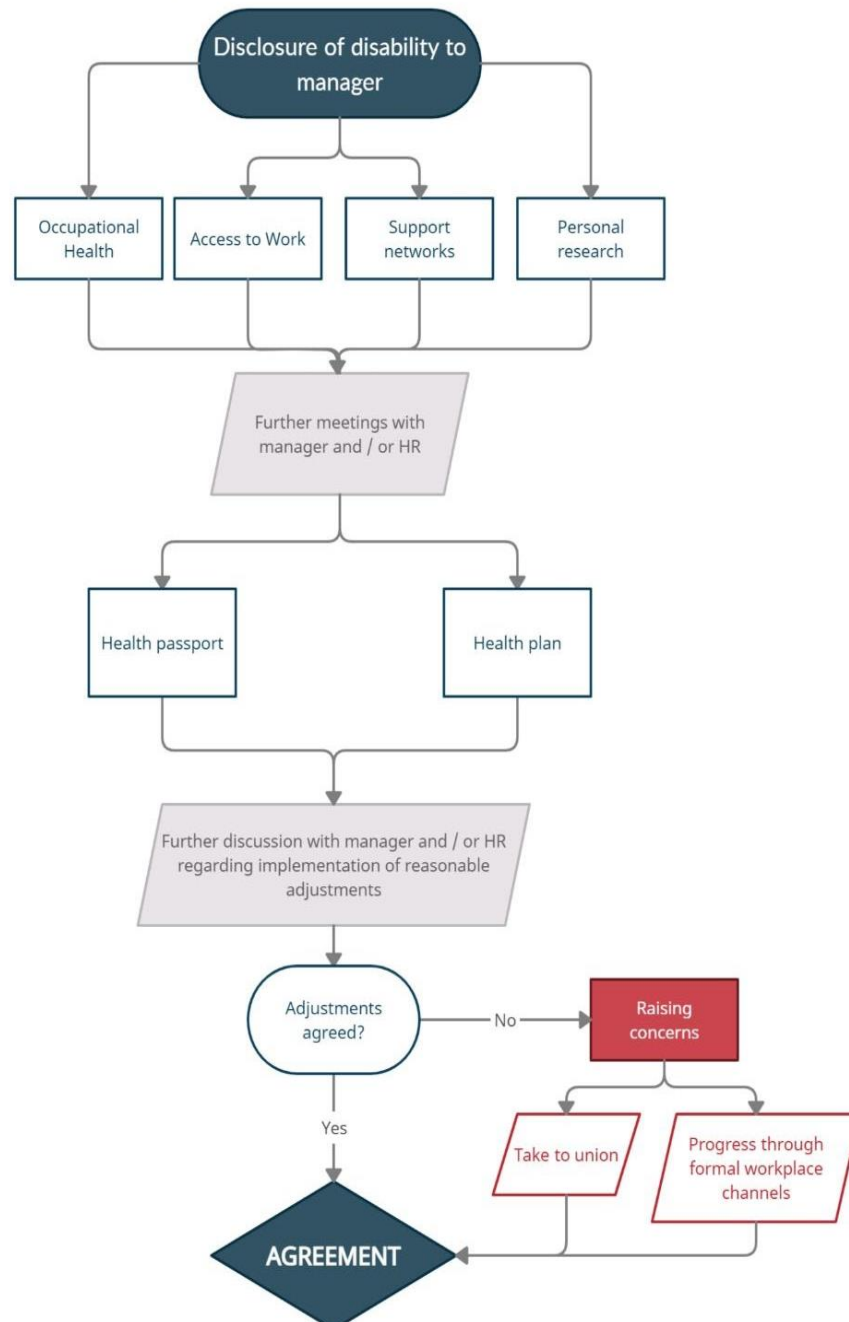 Disclosure of disability to
manager
Occupational
Health
Access to Work
Support
networks
Personal
research
Further meetings with
manager and / or HR
Health passport
Health plan
Further discussion with manager and / or HR
regarding implementation of reasonable
adjustments
Adjustments
agreed?
No
Raising
concerns
Yes
Take to union
Progress through
formal workplace
channels
AGREEMENT